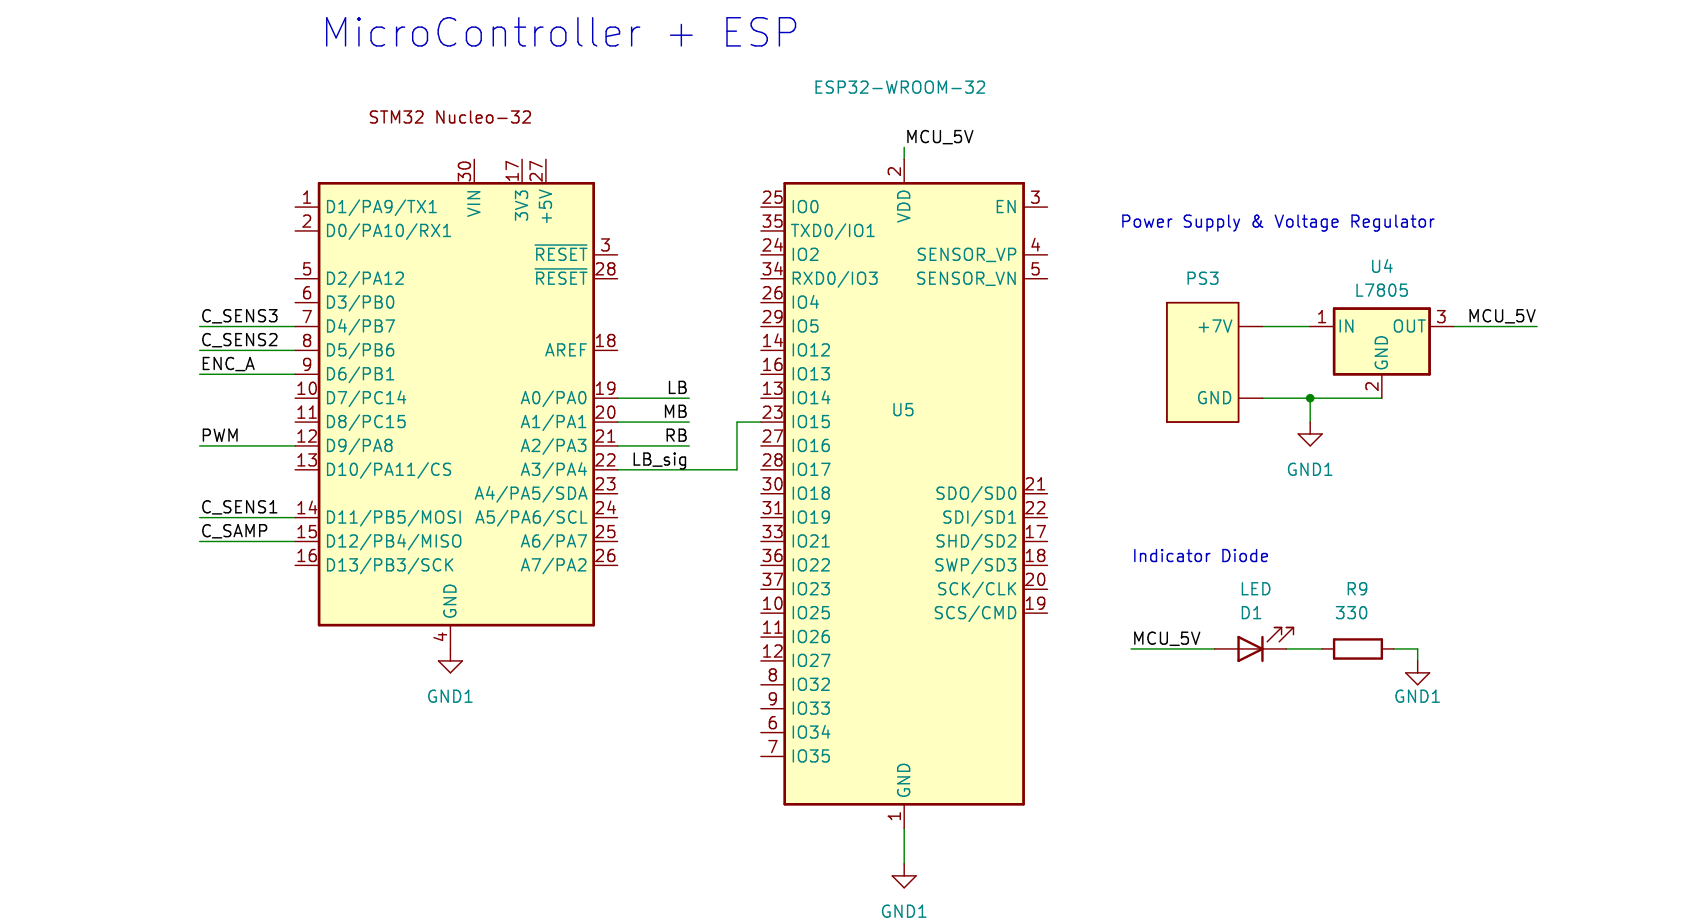 MicroController + ESP
STM32 Nucleo-32
30
17
27
VIN
3V3
+5V
1
D1/PA9/TX1
2
D0/PA10/RX1
RESET
3
RESET
28
5
D2/PA12
6
D3/PB0
C_SENS3
7
D4/PB7
C_SENS2
8
D5/PB6
AREF
18
ENC_A
9
D6/PB1
10
D7/PC14
A0/PA0
19
LB
11
D8/PC15
A1/PA1
20
MB
PWM
12
D9/PA8
A2/PA3
21
RB
13
D10/PA11/CS
A3/PA4
22
LB_sig
A4/PA5/SDA
23
C_SENS1
14
D11/PB5/MOSI
A5/PA6/SCL
24
C_SAMP
15
D12/PB4/MISO
A6/PA7
25
16
D13/PB3/SCK
A7/PA2
26
GND
4
GND1
ESP32-WROOM-32
MCU_5V
2
VDD
25
IO0
EN
3
35
TXD0/IO1
24
IO2
SENSOR_VP
4
34
RXD0/IO3
SENSOR_VN
5
26
IO4
29
IO5
14
IO12
16
IO13
13
IO14
U5
23
IO15
27
IO16
28
IO17
30
IO18
SDO/SD0
21
31
IO19
SDI/SD1
22
33
IO21
SHD/SD2
17
36
IO22
SWP/SD3
18
37
IO23
SCK/CLK
20
10
IO25
SCS/CMD
19
11
IO26
12
IO27
8
IO32
9
IO33
6
IO34
7
IO35
GND
1
GND1
Power Supply & Voltage Regulator
PS3
+7V
GND
U4
L7805
1
IN
OUT
3
MCU_5V
GND
2
GND1
Indicator Diode
LED
D1
R9
330
MCU_5V
GND1